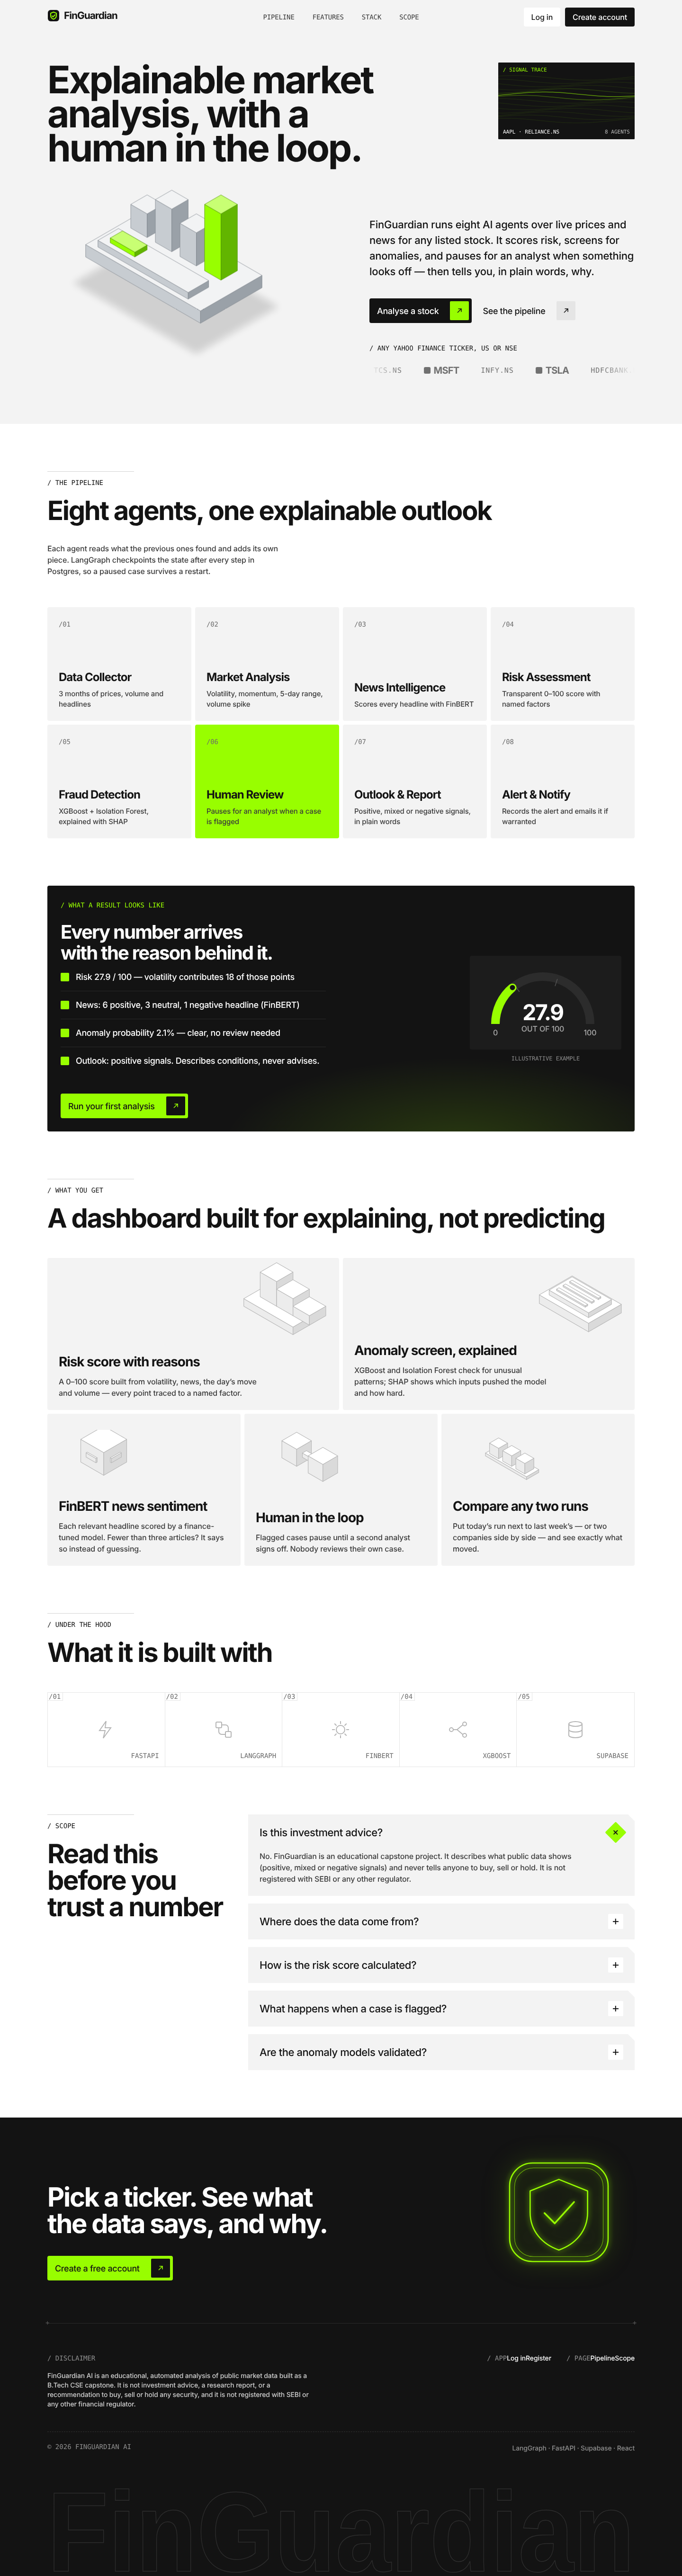 FinGuardian
PIPELINE FEATURES STACK SCOPE
Log in
Create account
Explainable market
analysis, with a
human in the loop.
/ SIGNAL TRACE
AAPL · RELIANCE.NS
8 AGENTS
FinGuardian runs eight AI agents over live prices and
news for any listed stock. It scores risk, screens for
anomalies, and pauses for an analyst when something
looks off — then tells you, in plain words, why.
Analyse a stock
See the pipeline
/ ANY YAHOO FINANCE TICKER, US OR NSE
TCS.NS MSFT INFY.NS TSLA HDFCBANK
/ THE PIPELINE
Eight agents, one explainable outlook
Each agent reads what the previous ones found and adds its own
piece. LangGraph checkpoints the state after every step in
Postgres, so a paused case survives a restart.
/01
Data Collector
3 months of prices, volume and
headlines
/02
Market Analysis
Volatility, momentum, 5-day range,
volume spike
/03
News Intelligence
Scores every headline with FinBERT
/04
Risk Assessment
Transparent 0–100 score with
named factors
/05
Fraud Detection
XGBoost + Isolation Forest,
explained with SHAP
/06
Human Review
Pauses for an analyst when a case
is flagged
/07
Outlook & Report
Positive, mixed or negative signals,
in plain words
/08
Alert & Notify
Records the alert and emails it if
warranted
/ WHAT A RESULT LOOKS LIKE
Every number arrives
with the reason behind it.
Risk 27.9 / 100 — volatility contributes 18 of those points
News: 6 positive, 3 neutral, 1 negative headline (FinBERT)
Anomaly probability 2.1% — clear, no review needed
Outlook: positive signals. Describes conditions, never advises.
Run your first analysis
27.9
OUT OF 100
0
100
ILLUSTRATIVE EXAMPLE
/ WHAT YOU GET
A dashboard built for explaining, not predicting
Risk score with reasons
A 0–100 score built from volatility, news, the day's move
and volume — every point traced to a named factor.
Anomaly screen, explained
XGBoost and Isolation Forest check for unusual
patterns; SHAP shows which inputs pushed the model
and how hard.
FinBERT news sentiment
Each relevant headline scored by a finance-
tuned model. Fewer than three articles? It says
so instead of guessing.
Human in the loop
Flagged cases pause until a second analyst
signs off. Nobody reviews their own case.
Compare any two runs
Put today's run next to last week's — or two
companies side by side — and see exactly what
moved.
/ UNDER THE HOOD
What it is built with
/01
FASTAPI
/02
LANGGRAPH
/03
FINBERT
/04
XGBOOST
/05
SUPABASE
/ SCOPE
Read this
before you
trust a number
Is this investment advice?
No. FinGuardian is an educational capstone project. It describes what public data shows
(positive, mixed or negative signals) and never tells anyone to buy, sell or hold. It is not
registered with SEBI or any other regulator.
Where does the data come from?
How is the risk score calculated?
What happens when a case is flagged?
Are the anomaly models validated?
Pick a ticker. See what
the data says, and why.
Create a free account
/ DISCLAIMER
FinGuardian AI is an educational, automated analysis of public market data built as a
B.Tech CSE capstone. It is not investment advice, a research report, or a
recommendation to buy, sell or hold any security, and it is not registered with SEBI or
any other financial regulator.
/ APPLog inRegister
/ PAGEPipelineScope
© 2026 FINGUARDIAN AI
LangGraph · FastAPI · Supabase · React
FinGuardian